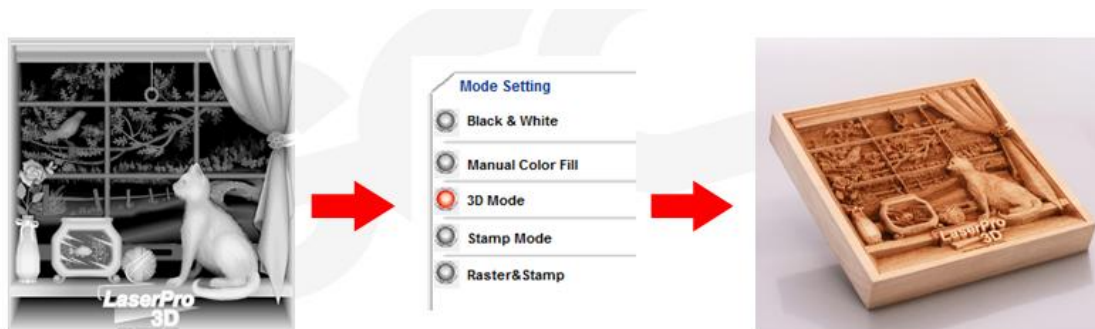 LaserPro
3D
Mode Setting
Black & White
Manual Color Fill
3D Mode
Stamp Mode
Raster&Stamp
LaserPro
3D